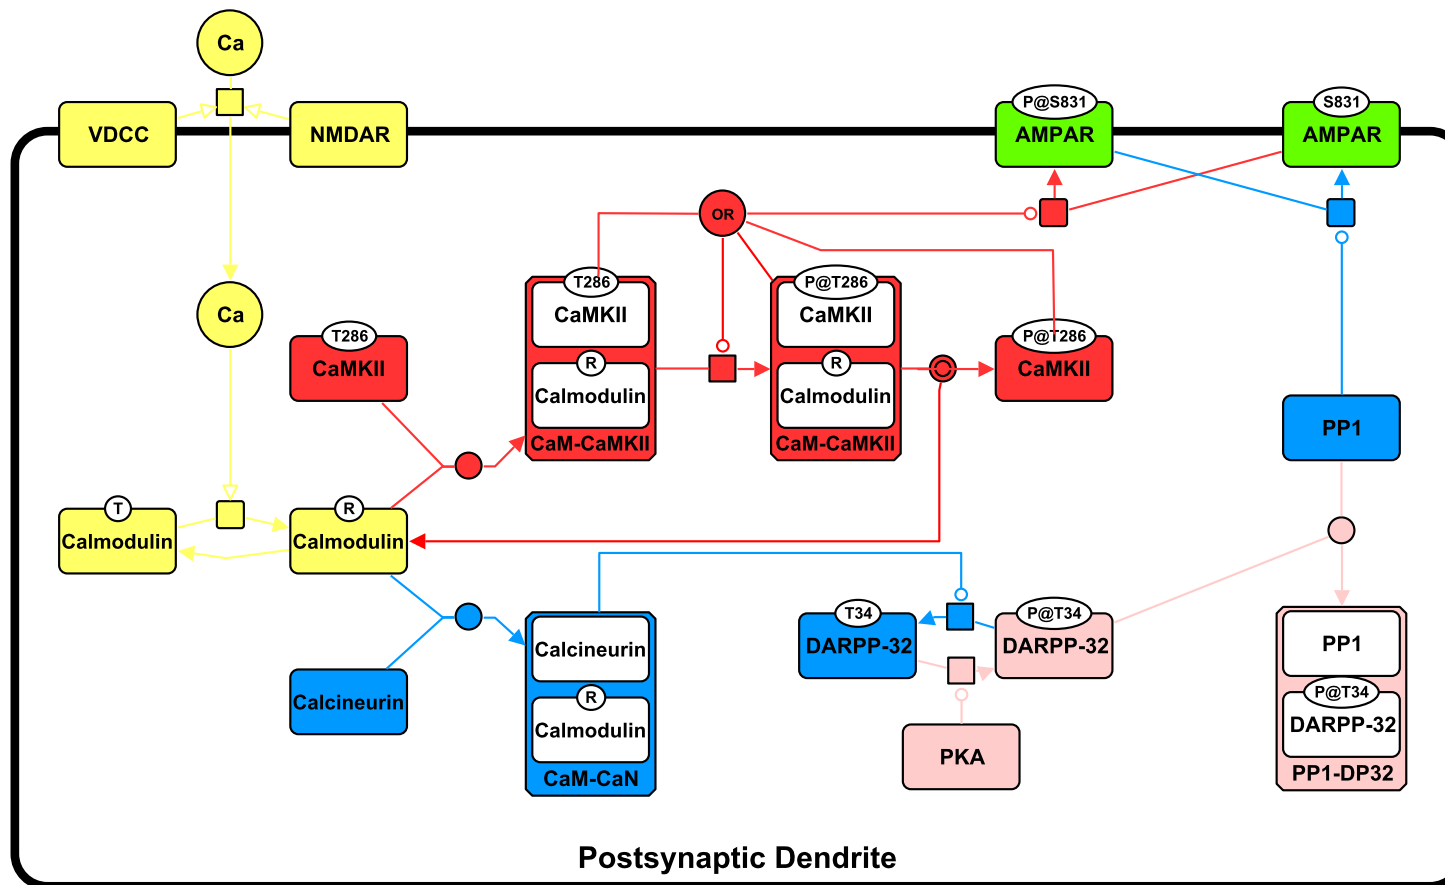 Ca
VDCC
NMDAR
P@S831
AMPAR
S831
AMPAR
OR
Ca
T286
CaMKII
T286
CaMKII
R
Calmodulin
CaM-CaMKII
P@T286
CaMKII
R
Calmodulin
CaM-CaMKII
P@T286
CaMKII
PP1
T
Calmodulin
R
Calmodulin
Calcineurin
Calcineurin
R
Calmodulin
CaM-CaN
T34
DARPP-32
P@T34
DARPP-32
PKA
PP1
P@T34
DARPP-32
PP1-DP32
Postsynaptic Dendrite